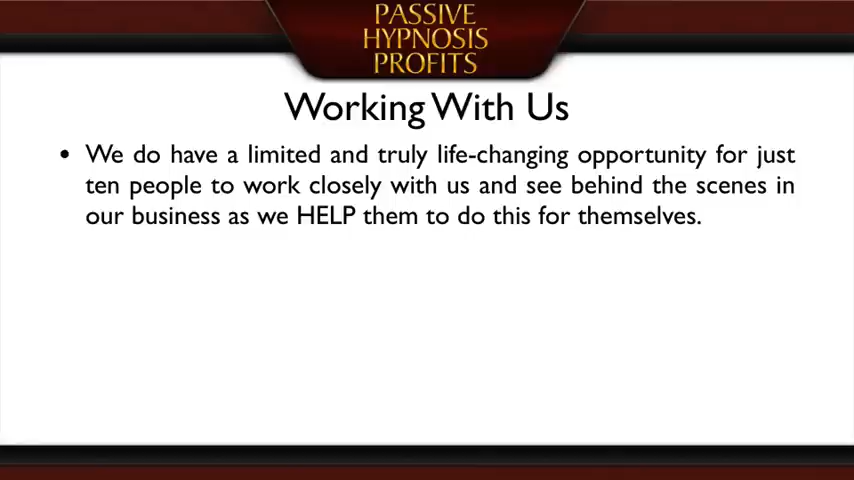 PASSIVE
HYPNOSIS
PROFITS
Working With Us
• We do have a limited and truly life-changing opportunity for just
ten people to work closely with us and see behind the scenes in
our business as we HELP them to do this for themselves.